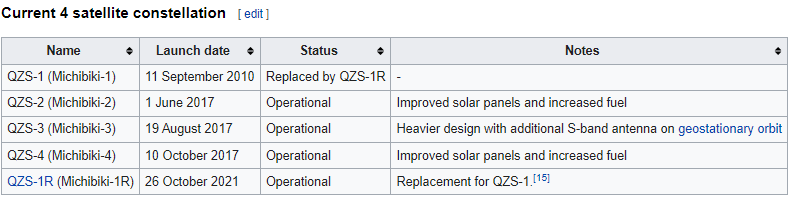 Current 4 satellite constellation [ edit ]
Name Launch date Status Notes
QZS-1 (Michibiki-1) 11 September 2010 Replaced by QZS-1R -
QZS-2 (Michibiki-2) 1 June 2017 Operational Improved solar panels and increased fuel
QZS-3 (Michibiki-3) 19 August 2017 Operational Heavier design with additional S-band antenna on geostationary orbit
QZS-4 (Michibiki-4) 10 October 2017 Operational Improved solar panels and increased fuel
QZS-1R (Michibiki-1R) 26 October 2021 Operational Replacement for QZS-1.[15]